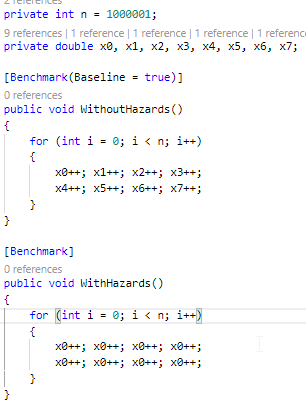 2 references
private int n = 1000001;
9 references | 1 reference | 1 reference | 1 reference | 1 reference
private double x0, x1, x2, x3, x4, x5, x6, x7;
[Benchmark(Baseline = true)]
0 references
public void WithoutHazards()
{
for (int i = 0; i < n; i++)
{
x0++; x1++; x2++; x3++;
x4++; x5++; x6++; x7++;
}
}
[Benchmark]
0 references
public void WithHazards()
{
for (int i = 0; i < n; i++)
{
x0++; x0++; x0++; x0++;
x0++; x0++; x0++; x0++;
}
}